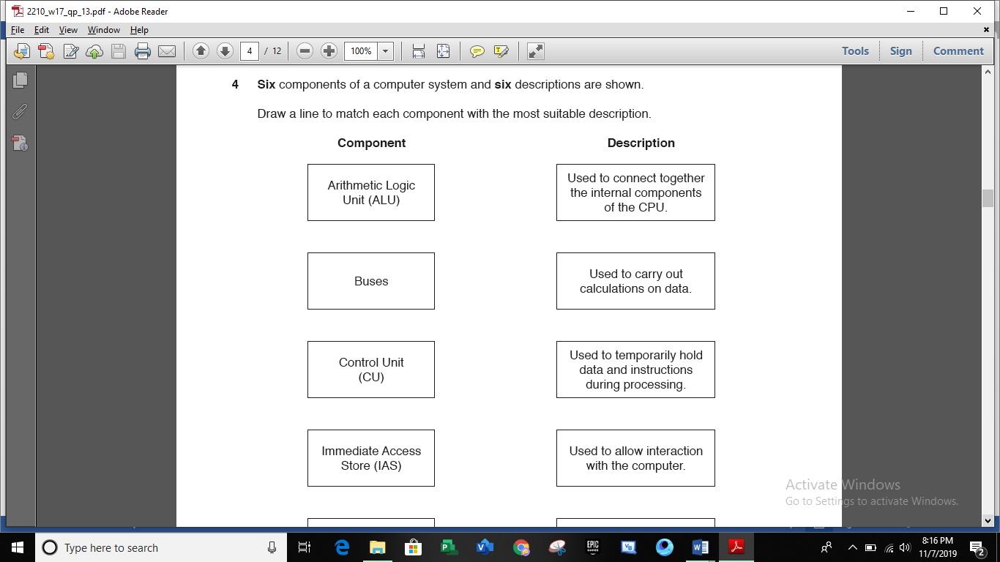 2210_w17_qp_13.pdf - Adobe Reader
File Edit View Window Help
4 / 12 100% Tools Sign Comment
4 Six components of a computer system and six descriptions are shown.
Draw a line to match each component with the most suitable description.
Component Description
Arithmetic Logic
Unit (ALU)
Used to connect together
the internal components
of the CPU.
Buses
Used to carry out
calculations on data.
Control Unit
(CU)
Used to temporarily hold
data and instructions
during processing.
Immediate Access
Store (IAS)
Used to allow interaction
with the computer.
Activate Windows
Go to Settings to activate Windows.
Type here to search
EPIC
GAMES
8:16 PM
11/7/2019
2